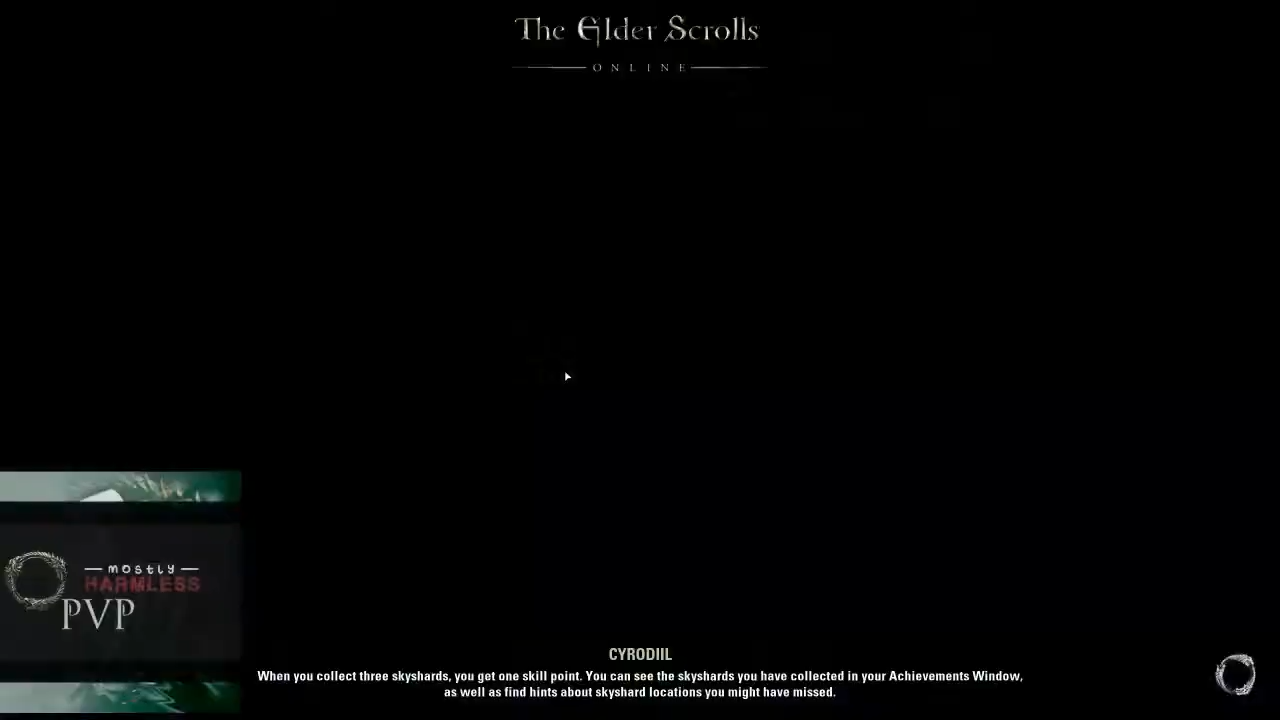 The Elder Scrolls
ONLINE
mostly
HARMLESS
PVP
CYRODIIL
When you collect three skyshards, you get one skill point. You can see the skyshards you have collected in your Achievements Window,
as well as find hints about skyshard locations you might have missed.